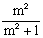 m²
m² + 1